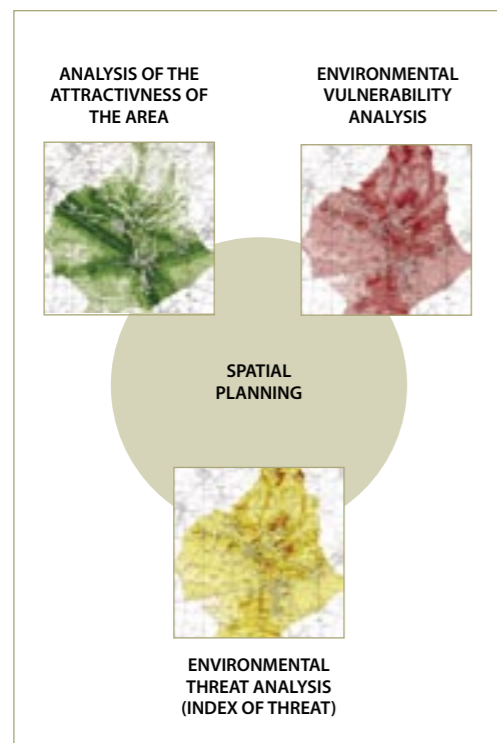 ANALYSIS OF THE
ATTRACTIVNESS OF
THE AREA
ENVIRONMENTAL
VULNERABILITY
ANALYSIS
SPATIAL
PLANNING
ENVIRONMENTAL
THREAT ANALYSIS
(INDEX OF THREAT)